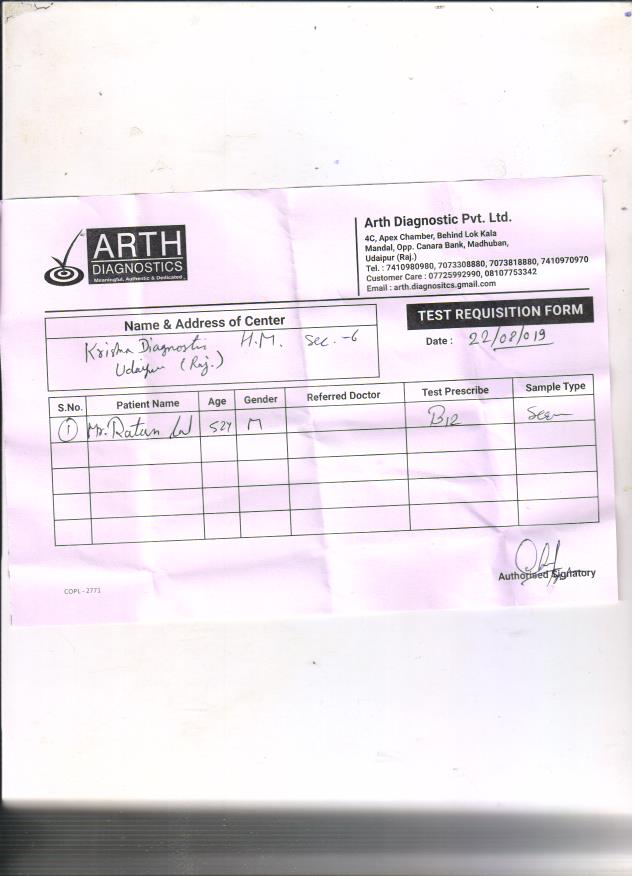 ARTH
DIAGNOSTICS
Meaningful, Authentic & Dedicated
Arth Diagnostic Pvt. Ltd.
4C, Apex Chamber, Behind Lok Kala
Mandal, Opp. Canara Bank, Madhuban,
Udaipur (Raj.)
Tel. : 7410980980, 7073308880, 7073818880, 7410970970
Customer Care : 07725992990, 08107753342
Email : arth.diagnositcs.gmail.com
TEST REQUISITION FORM
Date : 22/08/019
Name & Address of Center
Krishna Diagnostic H.M. Sec.-6
Udaipur (Raj.)
S.No. Patient Name Age Gender Referred Doctor Test Prescribe Sample Type
1 Mr. Ratan 52Y M B12
Authorised Signatory
COPL - 2771